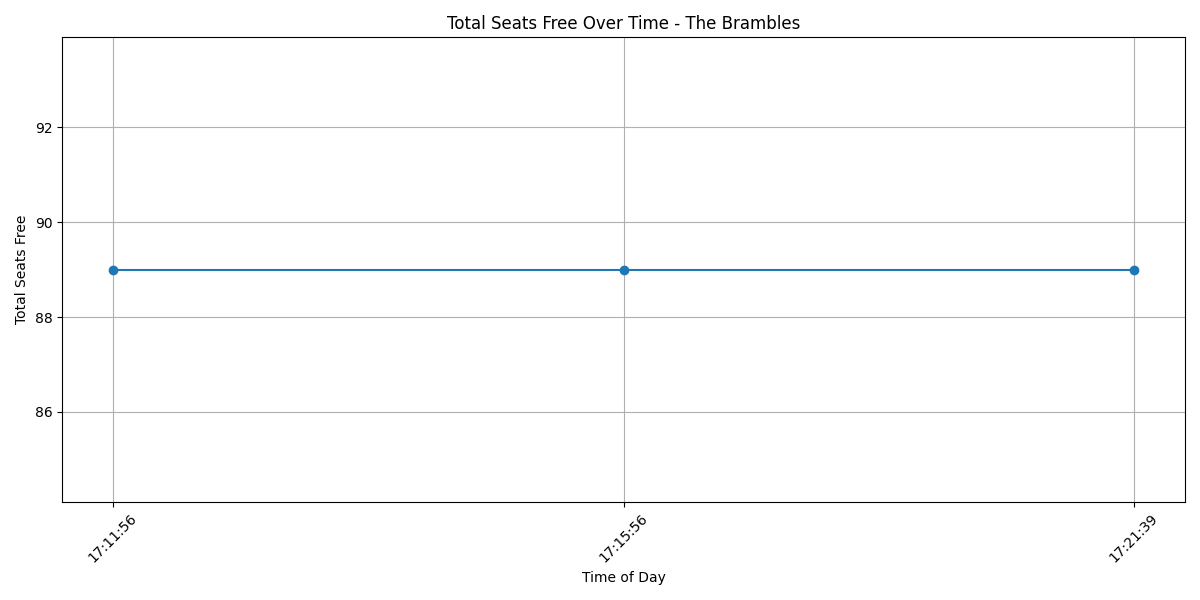 Total Seats Free Over Time - The Brambles
Total Seats Free
92
90
88
86
17:11:56
17:15:56
17:21:39
Time of Day